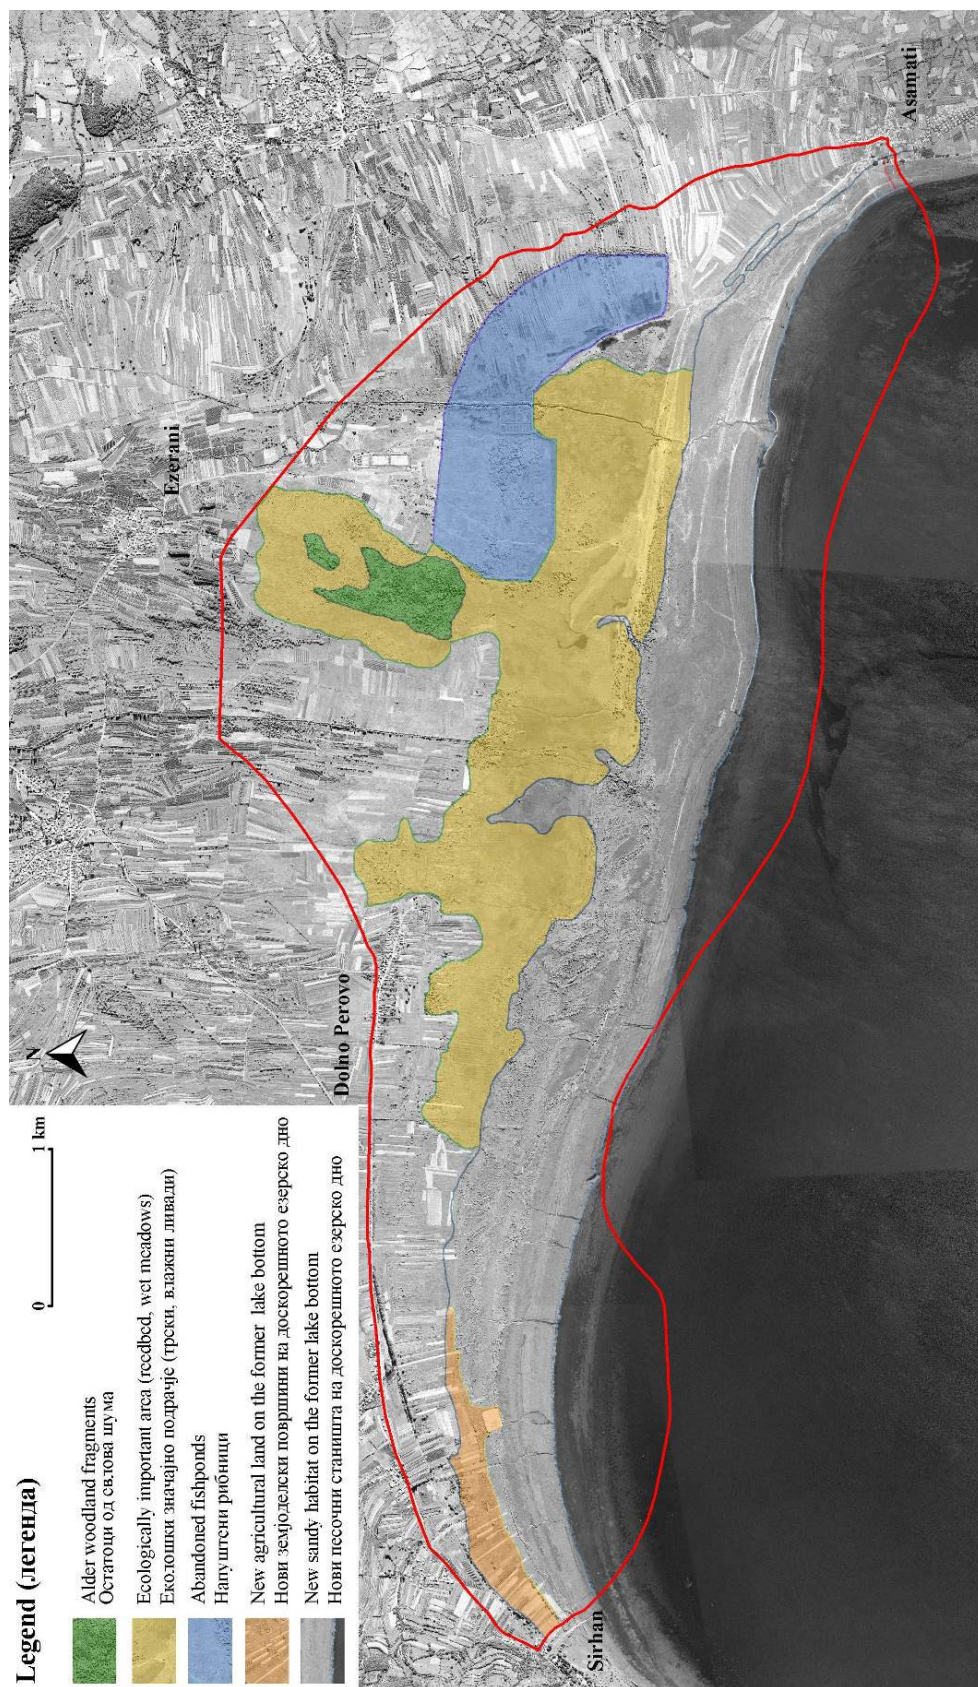 Legend (легенда)
Alder woodland fragments
Остатоци од евлова шума
Ecologically important area (reedbed, wet meadows)
Еколошки значајно подрачје (трски, влажни ливади)
Abandoned fishponds
Напуштени рибници
New agricultural land on the former lake bottom
Нови земјоделски површини на доскорешното езерско дно
New sandy habitat on the former lake bottom
Нови песочни станишта на доскорешното езерско дно
0 1 km
N
Ezerani
Dolno Perovo
Asamati
Sirhan